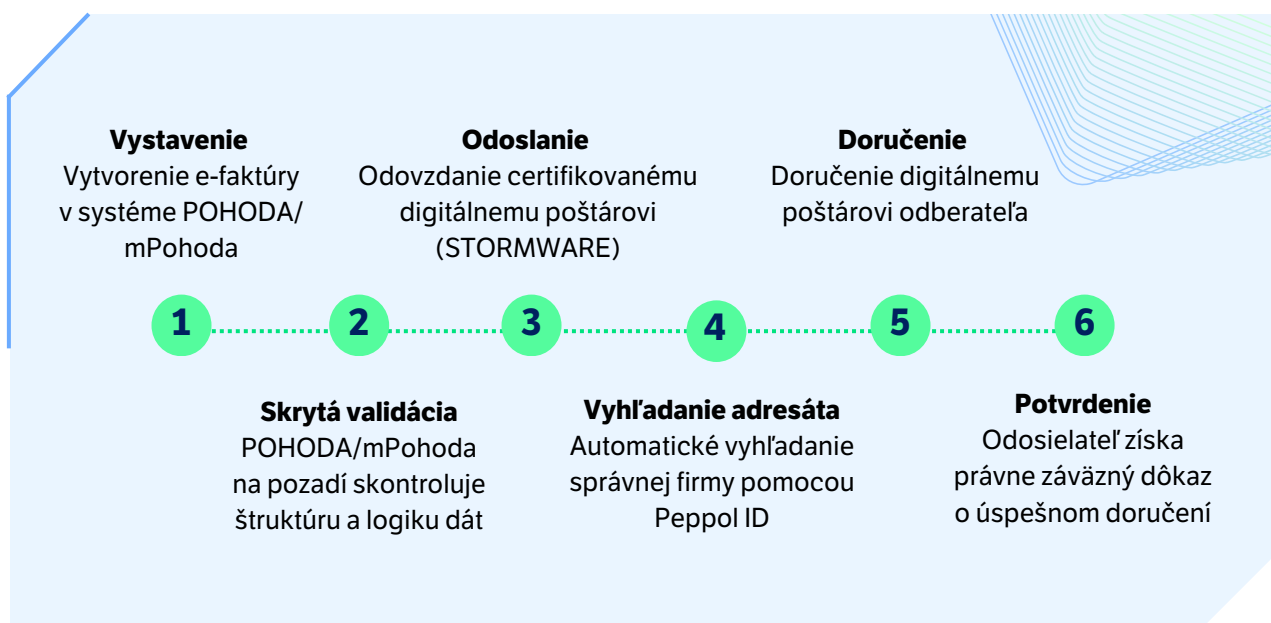 Vystavenie
Vytvorenie e-faktúry
v systéme POHODA/
mPohoda
Odoslanie
Odovzdanie certifikovanému
digitálnemu poštárovi
(STORMWARE)
Doručenie
Doručenie digitálnemu
poštárovi odberateľa
1
2
3
4
5
6
Skrytá validácia
POHODA/mPohoda
na pozadí skontroluje
štruktúru a logiku dát
Vyhľadanie adresáta
Automatické vyhľadanie
správnej firmy pomocou
Peppol ID
Potvrdenie
Odosielateľ získa
právne záväzný dôkaz
o úspešnom doručení